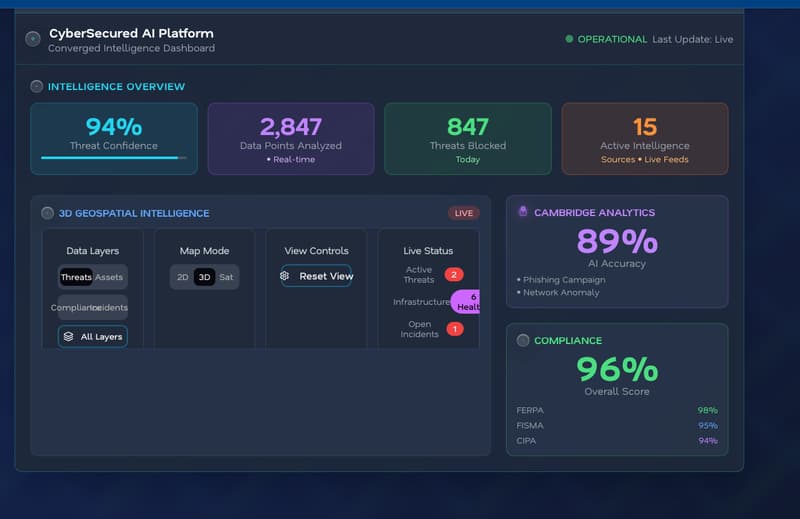 CyberSecured AI Platform
Converged Intelligence Dashboard
OPERATIONAL Last Update: Live
INTELLIGENCE OVERVIEW
94%
Threat Confidence
2,847
Data Points Analyzed
• Real-time
847
Threats Blocked
Today
15
Active Intelligence
Sources • Live Feeds
3D GEOSPATIAL INTELLIGENCE
LIVE
Data Layers
Threats Assets
Compliance Incidents
All Layers
Map Mode
2D 3D Sat
View Controls
Reset View
Live Status
Active
Threats
2
Infrastructure
6
Healt
Open
Incidents
1
CAMBRIDGE ANALYTICS
89%
AI Accuracy
• Phishing Campaign
• Network Anomaly
COMPLIANCE
96%
Overall Score
FERPA 98%
FISMA 95%
CIPA 94%